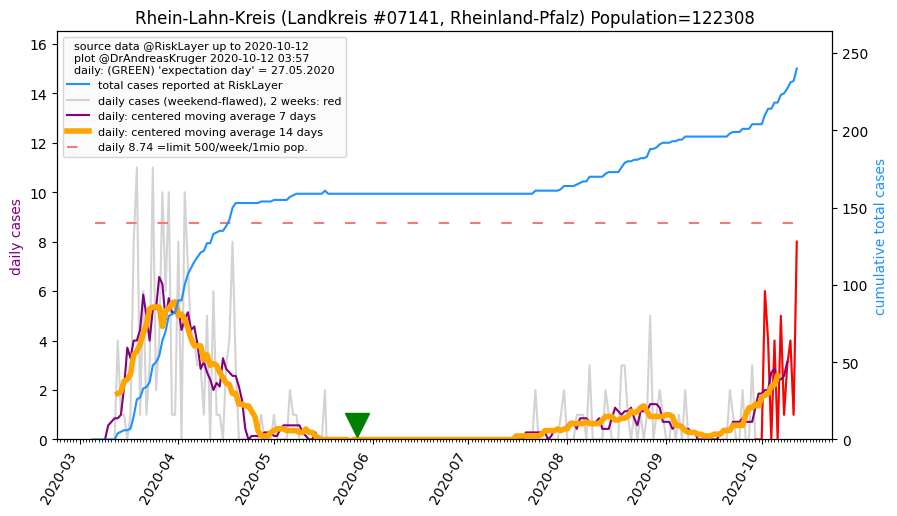 Rhein-Lahn-Kreis (Landkreis #07141, Rheinland-Pfalz) Population=122308
source data @RiskLayer up to 2020-10-12
plot @DrAndreasKruger 2020-10-12 03:57
daily: (GREEN) 'expectation day' = 27.05.2020
total cases reported at RiskLayer
daily cases (weekend-flawed), 2 weeks: red
daily: centered moving average 7 days
daily: centered moving average 14 days
daily 8.74 =limit 500/week/1mio pop.
daily cases
16
14
12
10
8
6
4
2
0
250
200
150
100
50
0
cumulative total cases
2020-03
2020-04
2020-05
2020-06
2020-07
2020-08
2020-09
2020-10